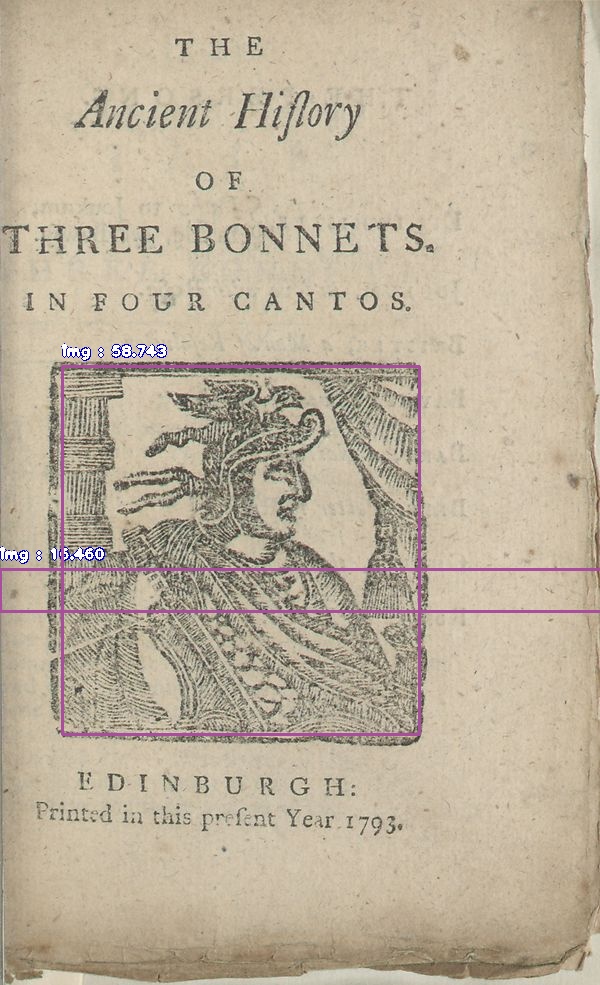 THE
Ancient Hiſtory
OF
THREE BONNETS.
IN FOUR CANTOS.
img : 58.743
img : 15.460
EDINBURGH:
Printed in this preſent Year 1793.